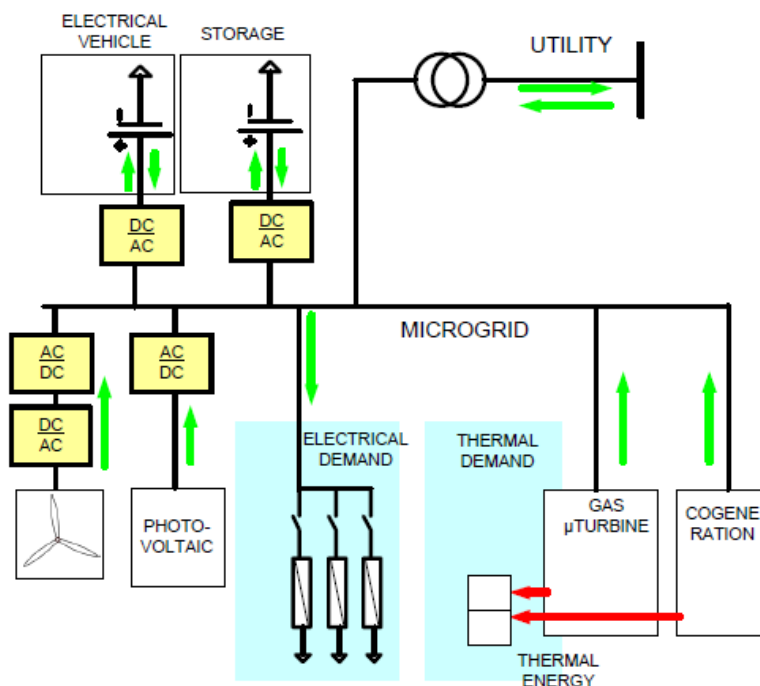 ELECTRICAL
VEHICLE
STORAGE
UTILITY
DC
AC
DC
AC
MICROGRID
AC
DC
AC
DC
DC
AC
ELECTRICAL
DEMAND
THERMAL
DEMAND
PHOTO-
VOLTAIC
GAS
µTURBINE
COGENE
RATION
THERMAL
ENERGY